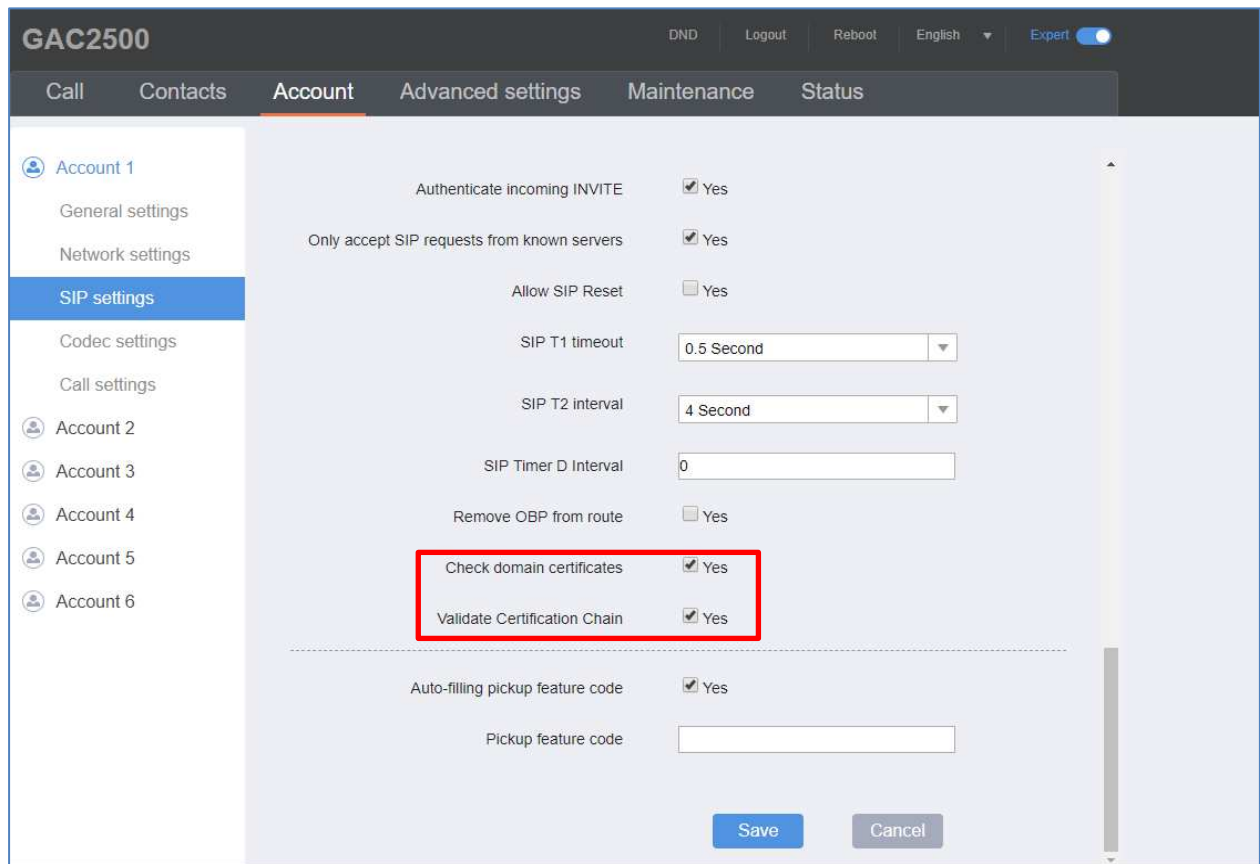 GAC2500
DND Logout Reboot English Expert
Call Contacts Account Advanced settings Maintenance Status
Account 1
General settings
Network settings
SIP settings
Codec settings
Call settings
Account 2
Account 3
Account 4
Account 5
Account 6
Authenticate incoming INVITE Yes
Only accept SIP requests from known servers Yes
Allow SIP Reset Yes
SIP T1 timeout 0.5 Second
SIP T2 interval 4 Second
SIP Timer D Interval 0
Remove OBP from route Yes
Check domain certificates Yes
Validate Certification Chain Yes
Auto-filling pickup feature code Yes
Pickup feature code
Save Cancel